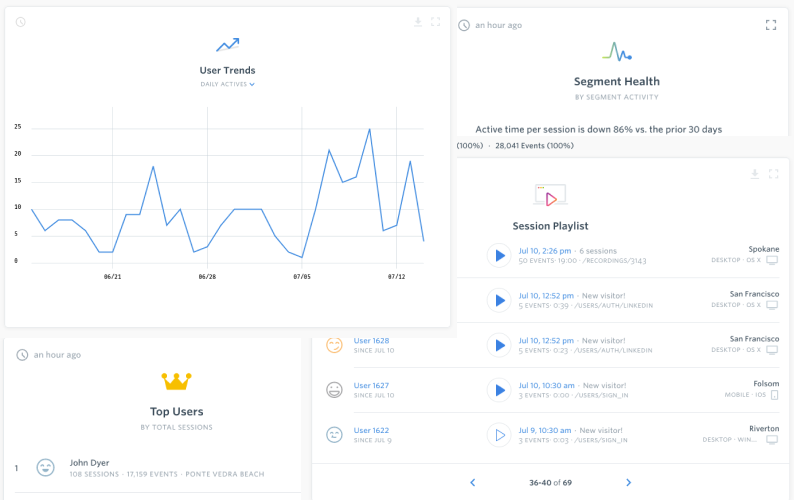 User Trends
DAILY ACTIVES
25
20
15
10
5
0
06/21
06/28
07/05
07/12
an hour ago
Segment Health
BY SEGMENT ACTIVITY
Active time per session is down 86% vs. the prior 30 days
(100%) · 28,041 Events (100%)
Session Playlist
Jul 10, 2:26 pm · 6 sessions
50 EVENTS · 19:00 · /RECORDINGS/3143
Spokane
DESKTOP · OS X
Jul 10, 12:52 pm · New visitor!
5 EVENTS · 0:39 · /USERS/AUTH/LINKEDIN
San Francisco
DESKTOP · OS X
User 1628
SINCE JUL 10
Jul 10, 12:52 pm · New visitor!
5 EVENTS · 0:23 · /USERS/AUTH/LINKEDIN
San Francisco
DESKTOP · OS X
User 1627
SINCE JUL 10
Jul 10, 10:30 am · New visitor!
3 EVENTS · 0:00 · /USERS/SIGN_IN
Folsom
MOBILE · IOS
User 1622
SINCE JUL 9
Jul 9, 10:30 am · New visitor!
3 EVENTS · 0:03 · /USERS/SIGN_IN
Riverton
DESKTOP · WIN...
36-40 of 69
an hour ago
Top Users
BY TOTAL SESSIONS
1
John Dyer
108 SESSIONS · 17,159 EVENTS · PONTE VEDRA BEACH